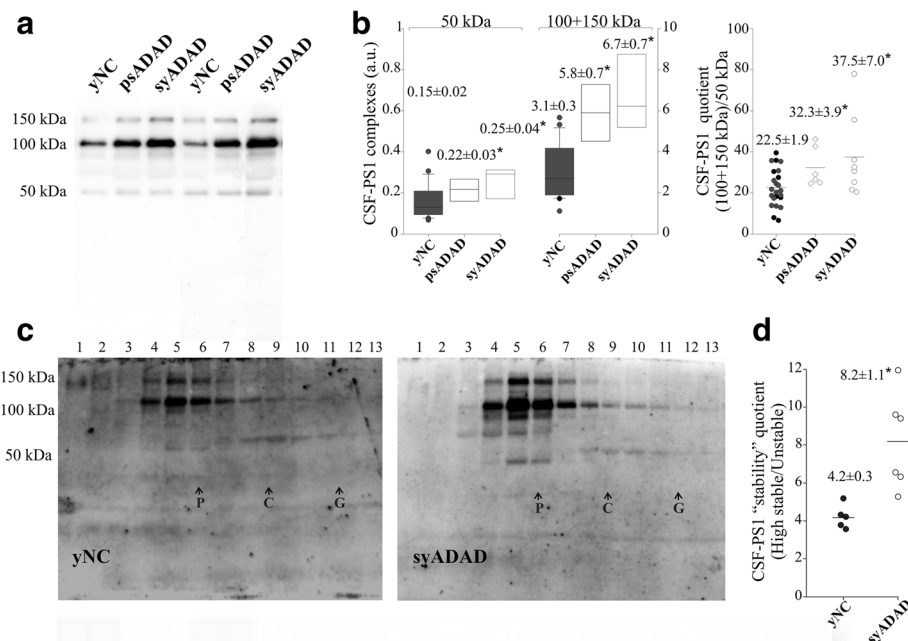 a
yNC psADAD syADAD yNC psADAD syADAD
150 kDa
100 kDa
50 kDa
b
50 kDa 100+150 kDa
CSF-PS1 complexes (a.u.)
1
0.8
0.6
0.4
0.2
0
10
8
6
4
2
0
0.15±0.02
0.22±0.03*
0.25±0.04*
3.1±0.3
5.8±0.7*
6.7±0.7*
yNC psADAD syADAD yNC psADAD syADAD
CSF-PS1 quotient
(100+150 kDa)/50 kDa
100
80
60
40
20
0
22.5±1.9
32.3±3.9*
37.5±7.0*
yNC psADAD syADAD
c
1 2 3 4 5 6 7 8 9 10 11 12 13
150 kDa
100 kDa
50 kDa
P C G
yNC
1 2 3 4 5 6 7 8 9 10 11 12 13
P C G
syADAD
d
CSF-PS1 “stability” quotient
(High stable/Unstable)
12
10
8
6
4
2
0
4.2±0.3
8.2±1.1*
yNC syADAD